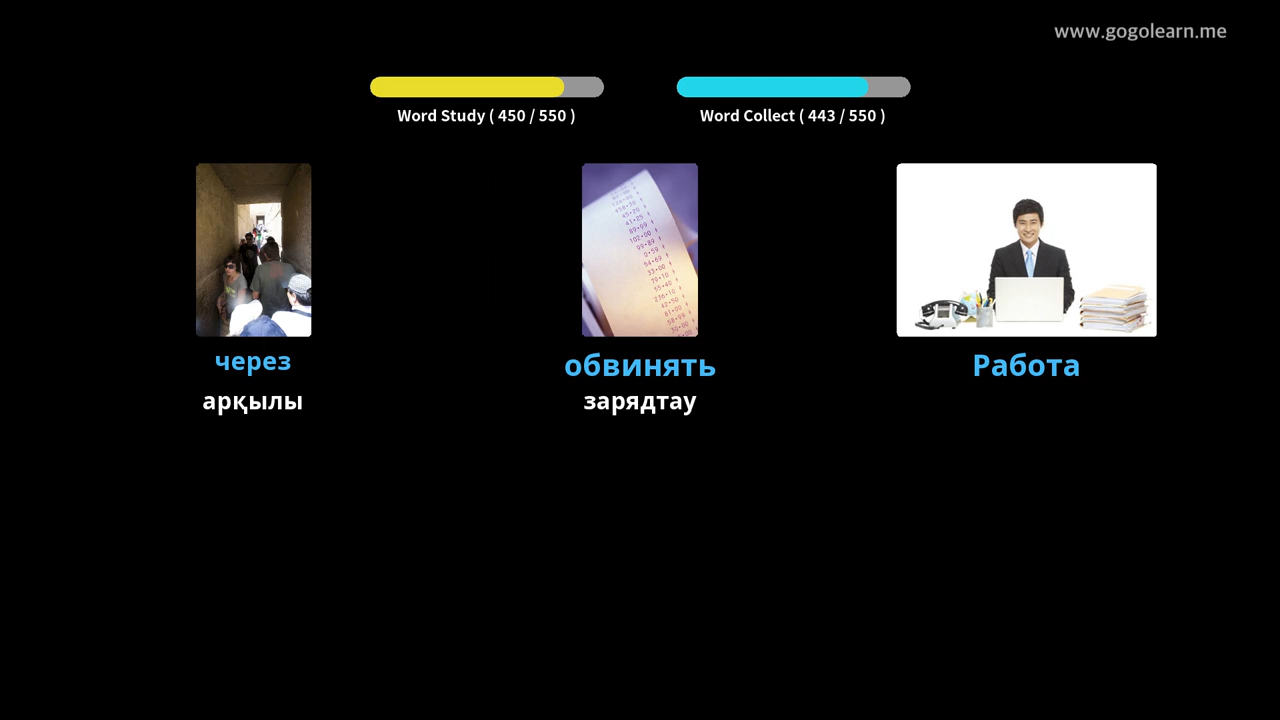 www.gogolearn.me
Word Study ( 450 / 550 )
Word Collect ( 443 / 550 )
через
арқылы
обвинять
зарядтау
Работа